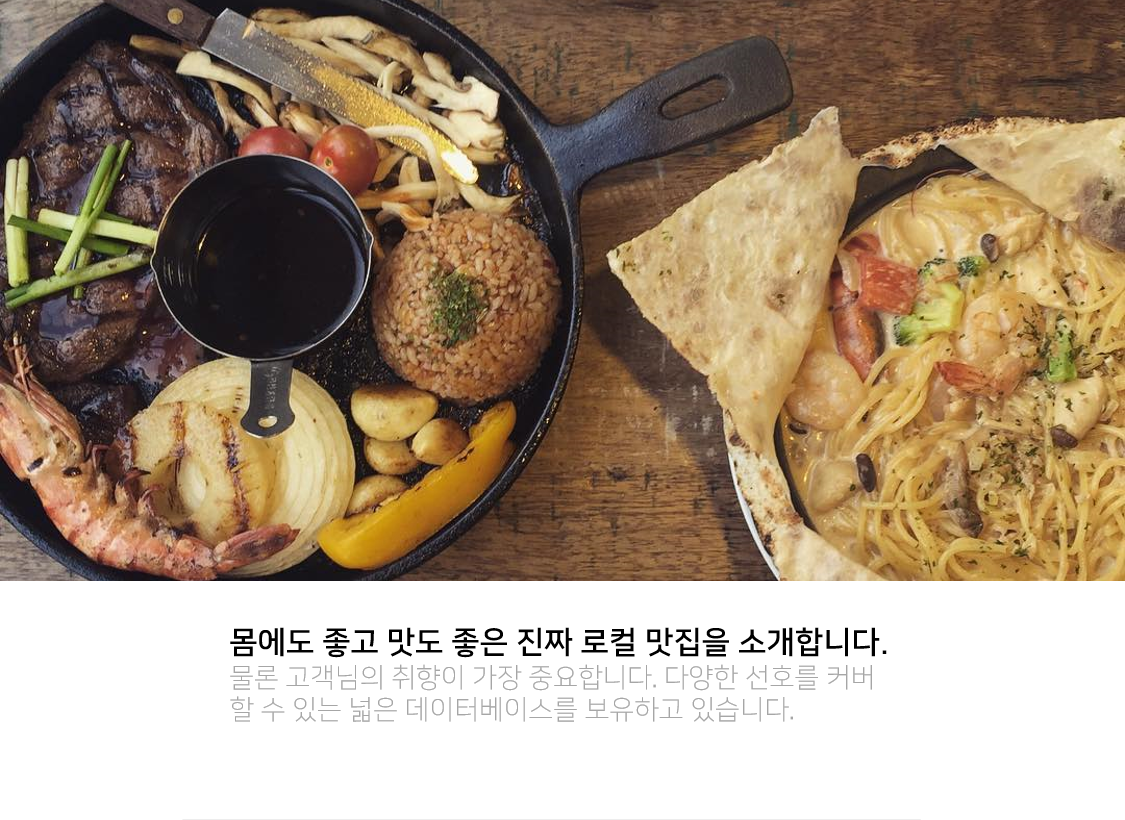 몸에도 좋고 맛도 좋은 진짜 로컬 맛집을 소개합니다.
물론 고객님의 취향이 가장 중요합니다. 다양한 선호를 커버
할 수 있는 넓은 데이터베이스를 보유하고 있습니다.